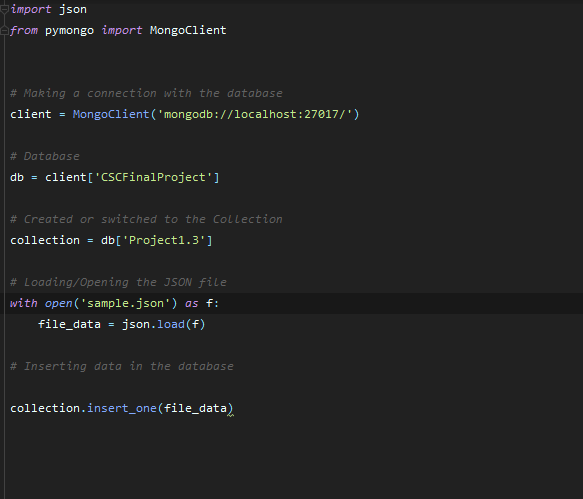 import json
from pymongo import MongoClient
# Making a connection with the database
client = MongoClient('mongodb://localhost:27017/')
# Database
db = client['CSCFinalProject']
# Created or switched to the Collection
collection = db['Project1.3']
# Loading/Opening the JSON file
with open('sample.json') as f:
    file_data = json.load(f)
# Inserting data in the database
collection.insert_one(file_data)